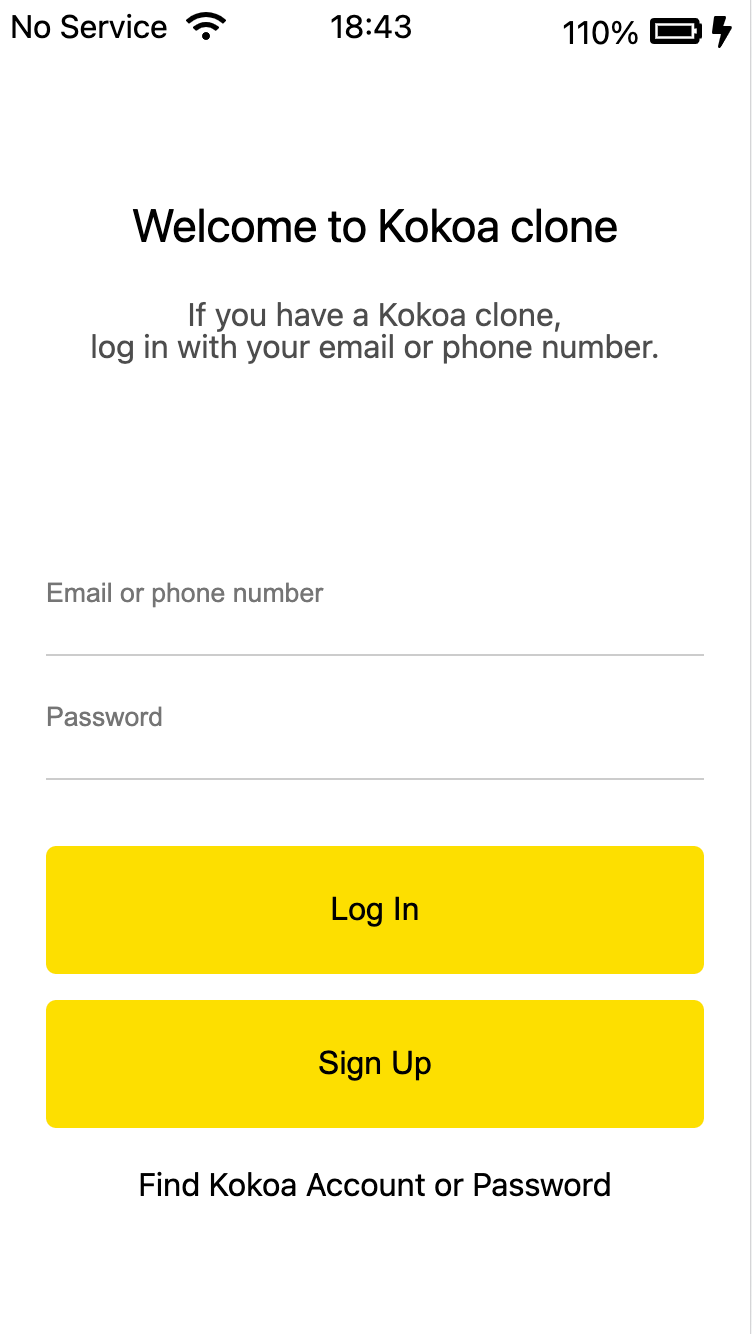 No Service 18:43 110%
Welcome to Kokoa clone
If you have a Kokoa clone,
log in with your email or phone number.
Email or phone number
Password
Log In
Sign Up
Find Kokoa Account or Password